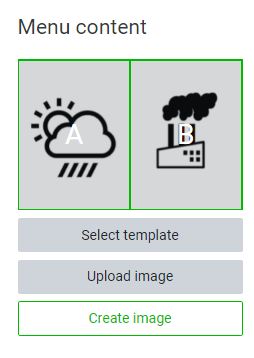 Menu content
A
B
Select template
Upload image
Create image